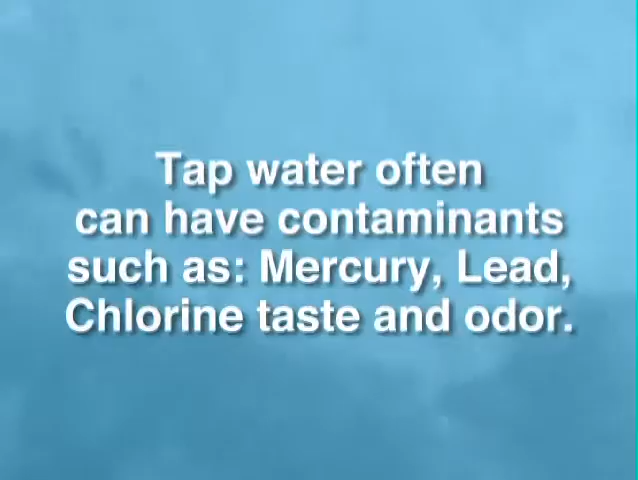 Tap water often
can have contaminants
such as: Mercury, Lead,
Chlorine taste and odor.